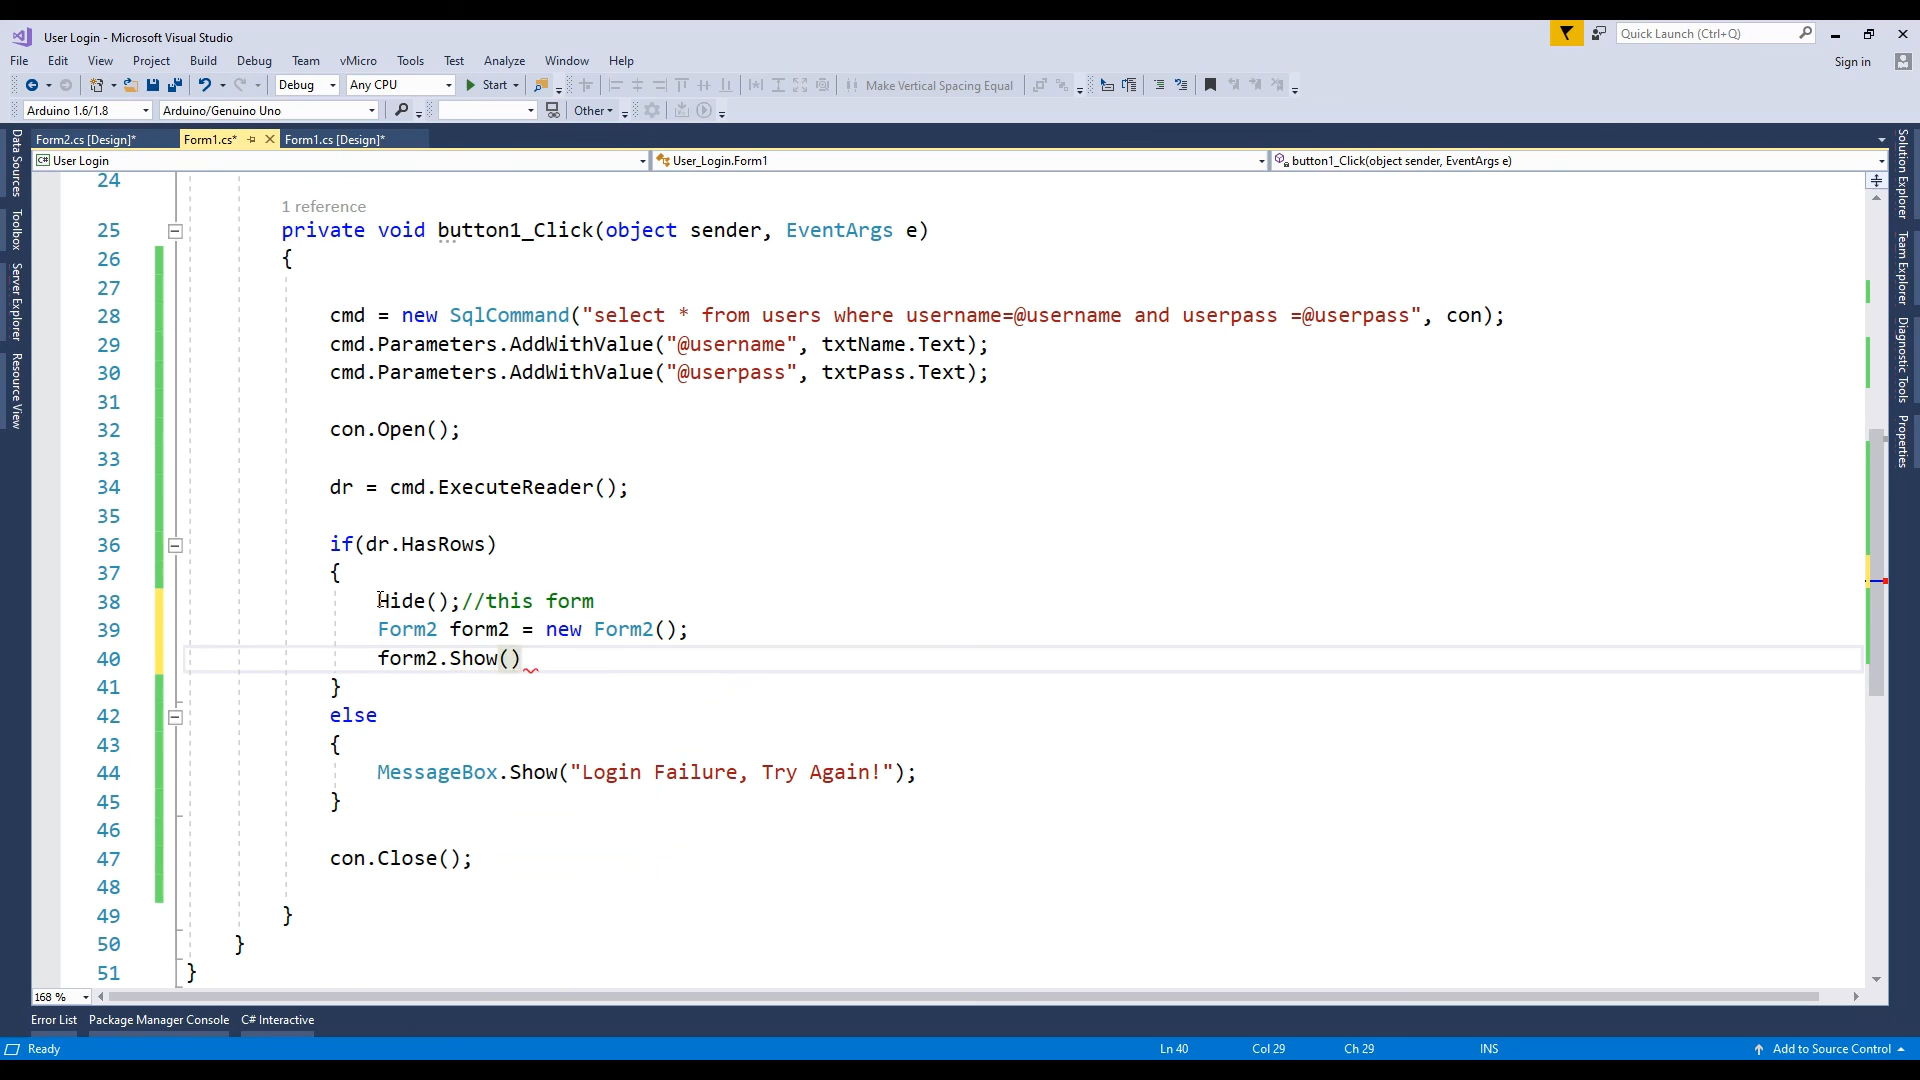 User Login - Microsoft Visual Studio
Quick Launch (Ctrl+Q)
File Edit View Project Build Debug Team vMicro Tools Test Analyze Window Help
Sign in
Debug Any CPU Start Make Vertical Spacing Equal
Arduino 1.6/1.8 Arduino/Genuino Uno Other
Form2.cs [Design]* Form1.cs* Form1.cs [Design]*
C# User Login User_Login.Form1 button1_Click(object sender, EventArgs e)
Data Sources
Toolbox
Server Explorer
Resource View
Solution Explorer
Team Explorer
Diagnostic Tools
Properties
24
1 reference
25 private void button1_Click(object sender, EventArgs e)
26 {
27
28 cmd = new SqlCommand("select * from users where username=@username and userpass =@userpass", con);
29 cmd.Parameters.AddWithValue("@username", txtName.Text);
30 cmd.Parameters.AddWithValue("@userpass", txtPass.Text);
31
32 con.Open();
33
34 dr = cmd.ExecuteReader();
35
36 if(dr.HasRows)
37 {
38 Hide();//this form
39 Form2 form2 = new Form2();
40 form2.Show()
41 }
42 else
43 {
44 MessageBox.Show("Login Failure, Try Again!");
45 }
46
47 con.Close();
48
49 }
50 }
51 }
168 %
Error List Package Manager Console C# Interactive
Ready Ln 40 Col 29 Ch 29 INS Add to Source Control